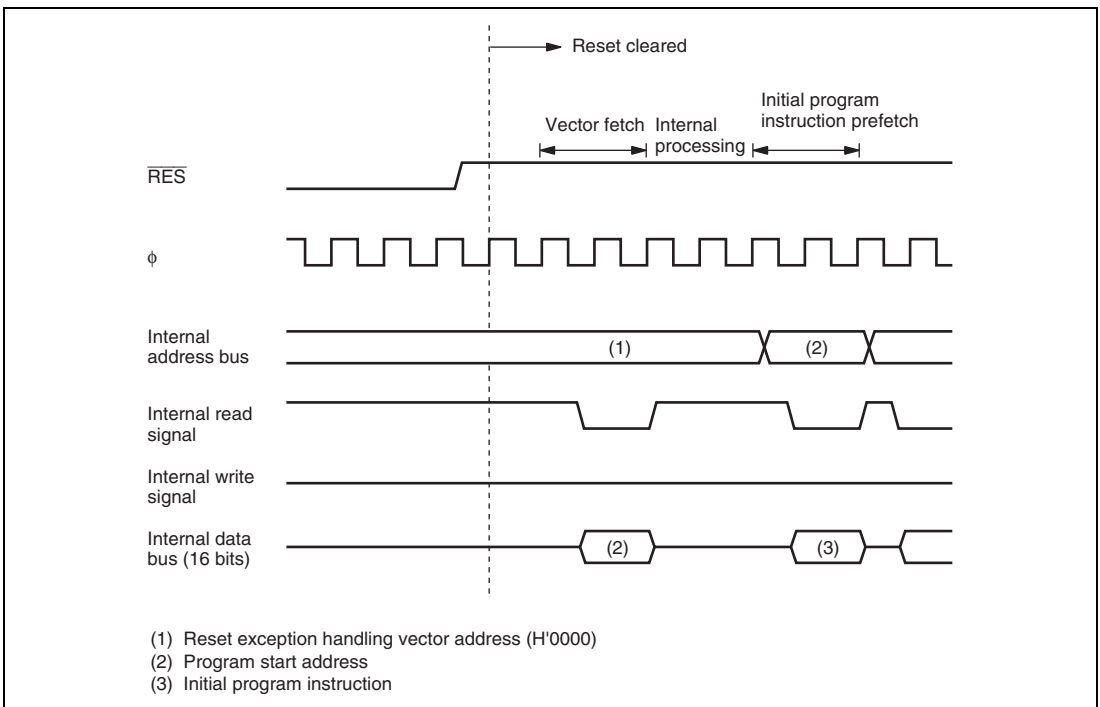 Reset cleared
Initial program
instruction prefetch
Vector fetch
Internal
processing
R̅E̅S̅
φ
Internal
address bus
(1)
(2)
Internal read
signal
Internal write
signal
Internal data
bus (16 bits)
(2)
(3)
(1) Reset exception handling vector address (H'0000)
(2) Program start address
(3) Initial program instruction